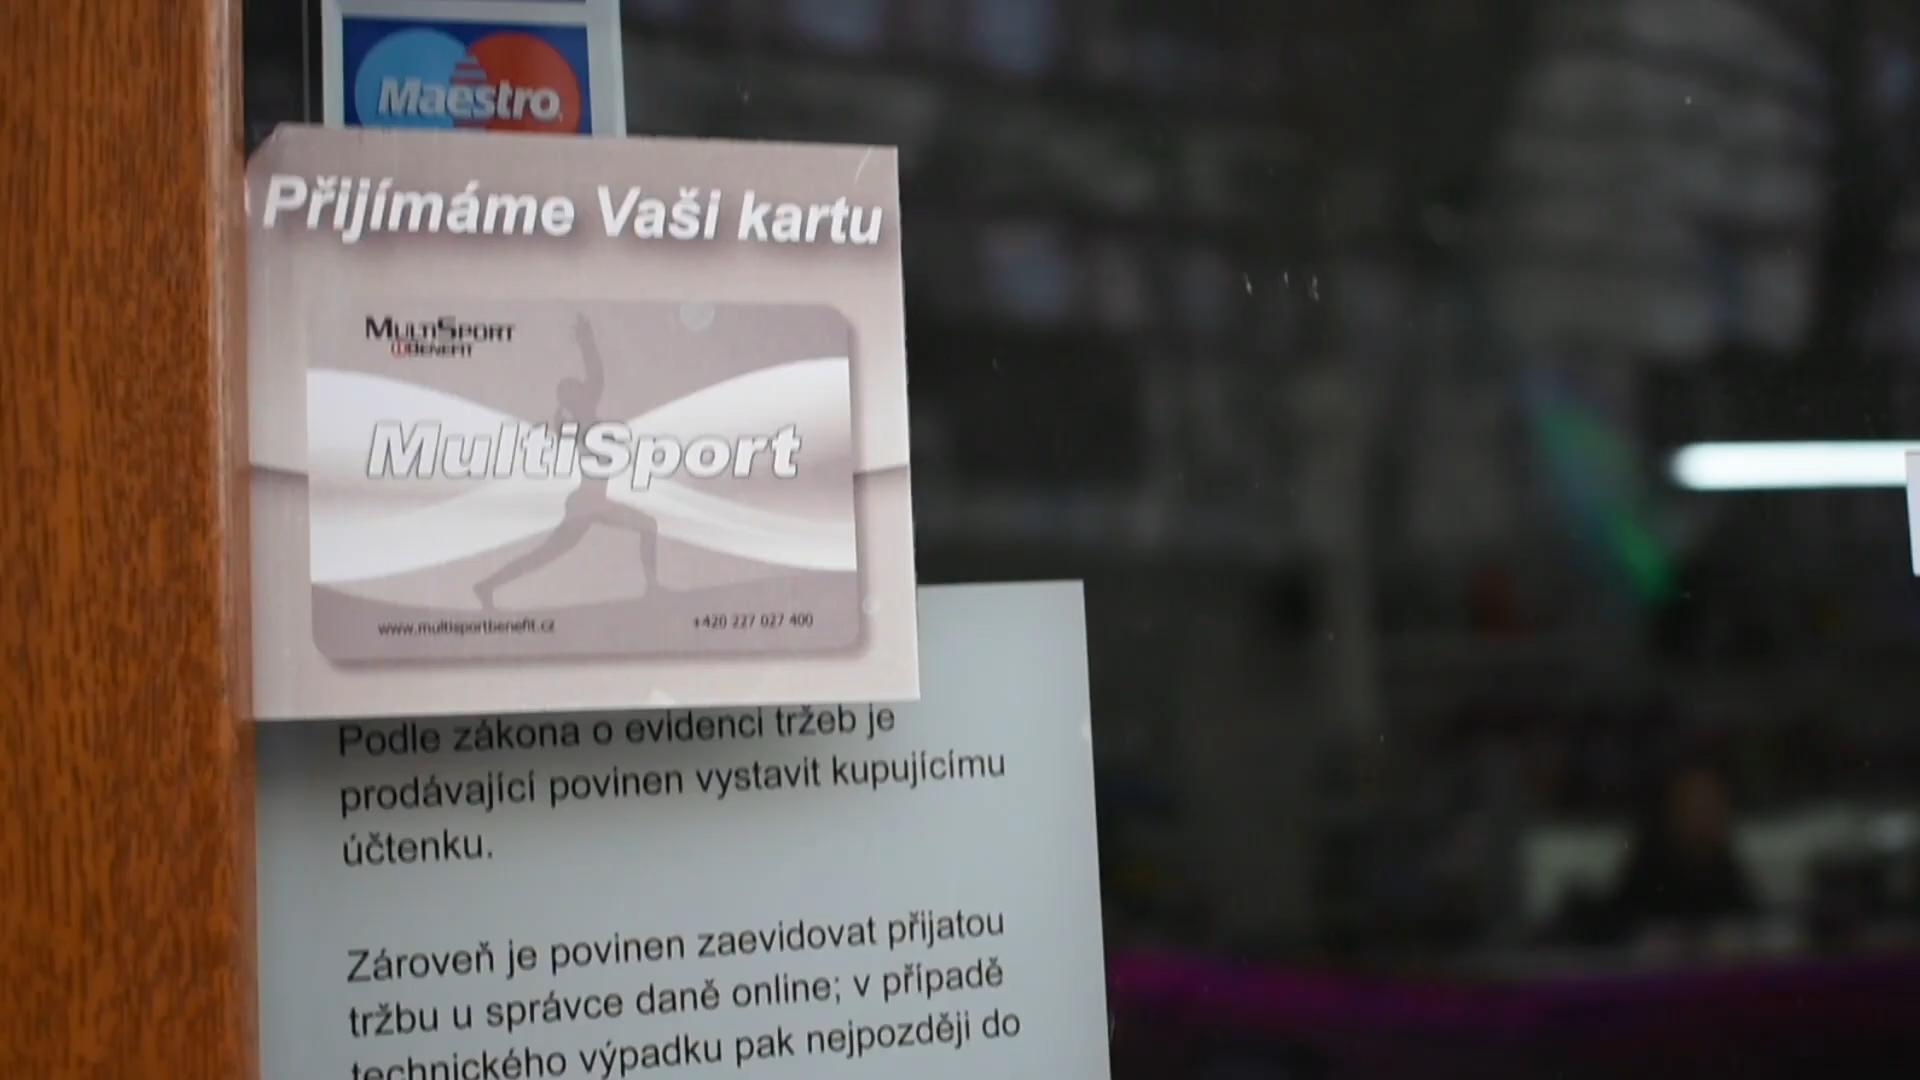 Maestro
Přijímáme Vaši kartu
MULTISPORT
BENEFIT
MultiSport
www.multisportbenefit.cz
+420 227 027 400
Podle zákona o evidenci tržeb je
prodávající povinen vystavit kupujícímu
účtenku.
Zároveň je povinen zaevidovat přijatou
tržbu u správce daně online; v případě
technického výpadku pak nejpozději do